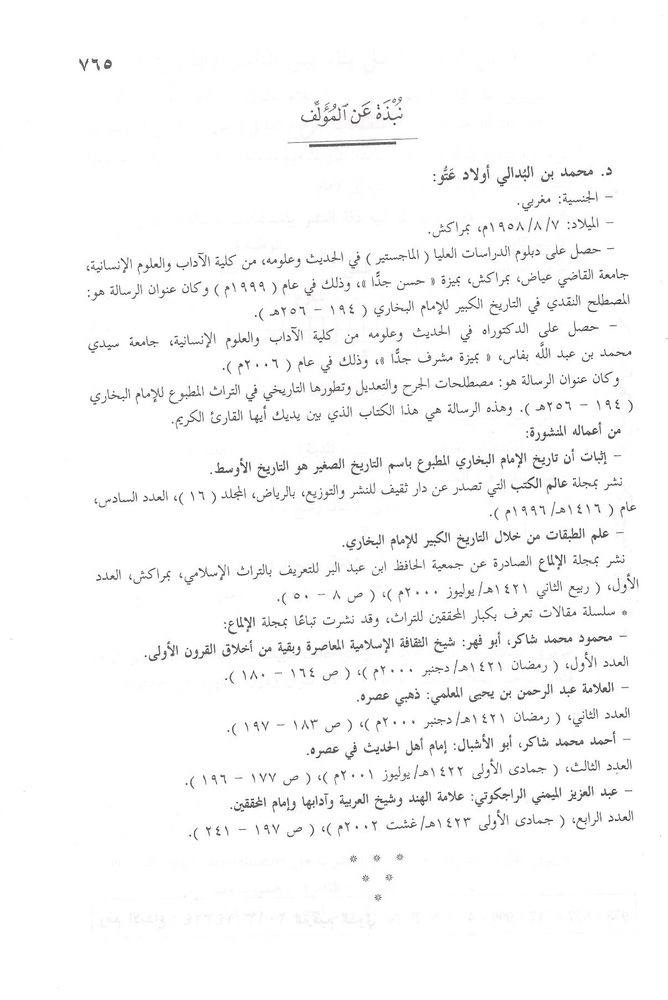 ٧٦٥
نُبْذَةٌ عَن ٱلمُؤَلِّف
د. محمد بن البُدالي أولاد عَتُّو:
– الجنسية: مغربي.
– الميلاد: ١٩٥٨/٨/٧م، بمراكش.
– حصل على دبلوم الدراسات العليا ( الماجستير ) في الحديث وعلومه، من كلية الآداب والعلوم الإنسانية،
جامعة القاضي عياض، بمراكش، بميزة « حسن جدًّا »، وذلك في عام ( ١٩٩٩م ) وكان عنوان الرسالة هو:
المصطلح النقدي في التاريخ الكبير للإمام البخاري ( ١٩٤ – ٢٥٦هـ ).
– حصل على الدكتوراه في الحديث وعلومه من كلية الآداب والعلوم الإنسانية، جامعة سيدي
محمد بن عبد اللَّه بفاس، « بميزة مشرف جدًّا »، وذلك في عام ( ٢٠٠٦م ).
وكان عنوان الرسالة هو: مصطلحات الجرح والتعديل وتطورها التاريخي في التراث المطبوع للإمام البخاري
( ١٩٤ – ٢٥٦هـ ). وهذه الرسالة هي هذا الكتاب الذي بين يديك أيها القارئ الكريم.
من أعماله المنشورة:
– إثبات أن تاريخ الإمام البخاري المطبوع باسم التاريخ الصغير هو التاريخ الأوسط.
نشر بمجلة عالم الكتب التي تصدر عن دار ثقيف للنشر والتوزيع، بالرياض، المجلد ( ١٦ )، العدد السادس،
عام ( ١٤١٦هـ/ ١٩٩٦م ).
– علم الطبقات من خلال التاريخ الكبير للإمام البخاري.
نشر بمجلة الإلماع الصادرة عن جمعية الحافظ ابن عبد البر للتعريف بالتراث الإسلامي، بمراكش، العدد
الأول، ( ربيع الثاني ١٤٢١هـ/ يوليوز ٢٠٠٠م )، ( ص ٨ – ٥٠ ).
* سلسلة مقالات تعرف بكبار المحققين للتراث، وقد نشرت تباعًا بمجلة الإلماع:
– محمود محمد شاكر، أبو فهر: شيخ الثقافة الإسلامية المعاصرة وبقية من أخلاق القرون الأولى.
العدد الأول، ( رمضان ١٤٢١هـ/ دجنبر ٢٠٠٠م )، ( ص ١٦٤ – ١٨٠ ).
– العلامة عبد الرحمن بن يحيى المعلمي: ذهبي عصره.
العدد الثاني، ( رمضان ١٤٢١هـ/ دجنبر ٢٠٠٠م )، ( ص ١٨٣ – ١٩٧ ).
– أحمد محمد شاكر، أبو الأشبال: إمام أهل الحديث في عصره.
العدد الثالث، ( جمادى الأولى ١٤٢٢هـ/ يوليوز ٢٠٠١م )، ( ص ١٧٧ – ١٩٦ ).
– عبد العزيز الميمني الراجكوتي: علامة الهند وشيخ العربية وآدابها وإمام المحققين.
العدد الرابع، ( جمادى الأولى ١٤٢٣هـ/ غشت ٢٠٠٢م )، ( ص ١٩٧ – ٢٤١ ).
* * *
* *
*